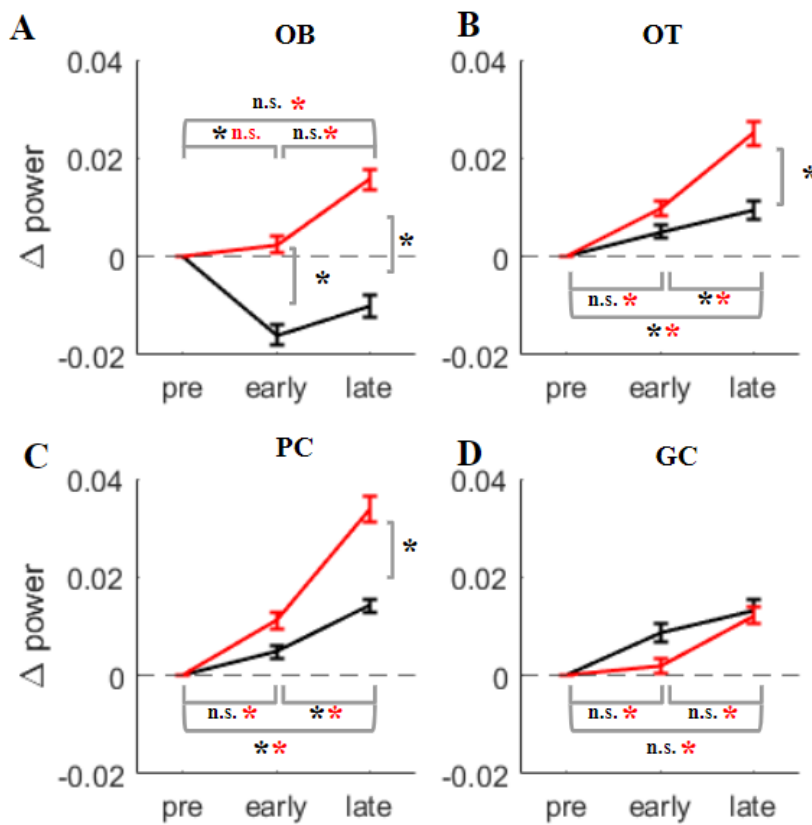 A
OB
0.04
0.02
0
-0.02
Δ power
n.s. *
* n.s.
n.s. *
*
*
pre early late
B
OT
0.04
0.02
0
-0.02
*
n.s. *
* *
* *
pre early late
C
PC
0.04
0.02
0
-0.02
Δ power
*
n.s. *
* *
* *
pre early late
D
GC
0.04
0.02
0
-0.02
n.s. *
n.s. *
n.s. *
pre early late